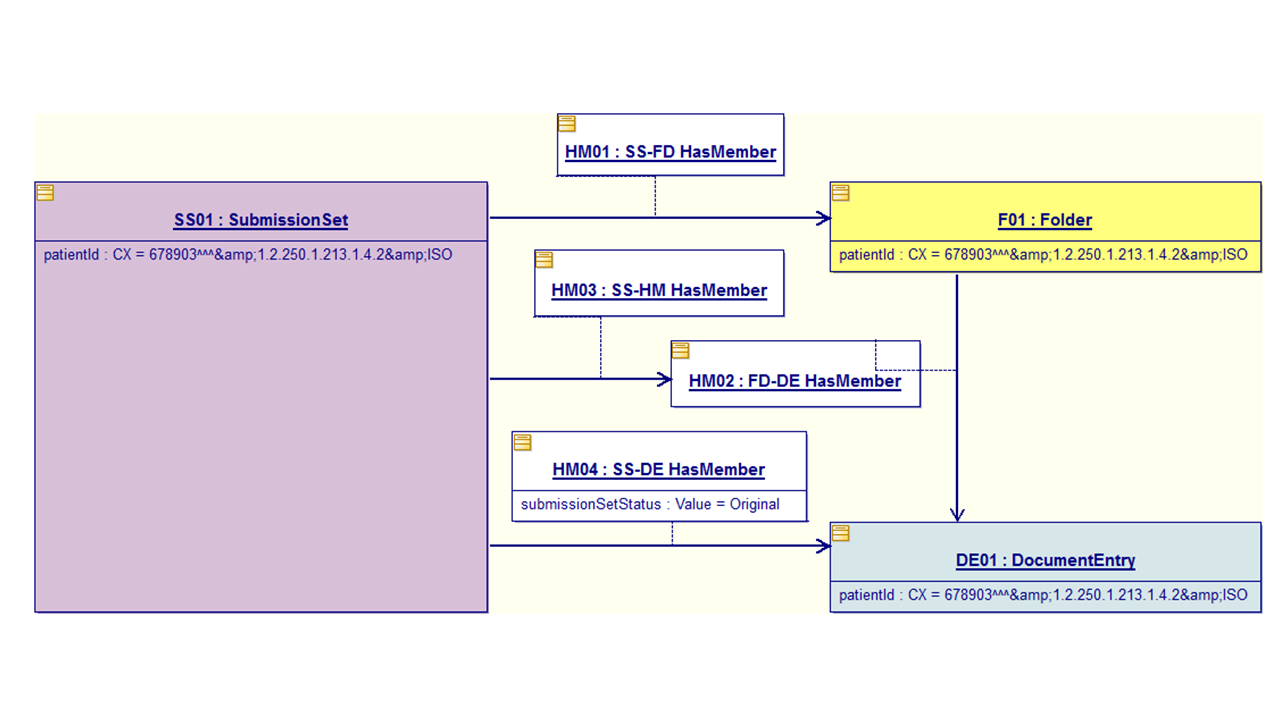 HM01 : SS-FD HasMember
SS01 : SubmissionSet
patientId : CX = 678903^^^&amp;1.2.250.1.213.1.4.2&amp;ISO
F01 : Folder
patientId : CX = 678903^^^&amp;1.2.250.1.213.1.4.2&amp;ISO
HM03 : SS-HM HasMember
HM02 : FD-DE HasMember
HM04 : SS-DE HasMember
submissionSetStatus : Value = Original
DE01 : DocumentEntry
patientId : CX = 678903^^^&amp;1.2.250.1.213.1.4.2&amp;ISO